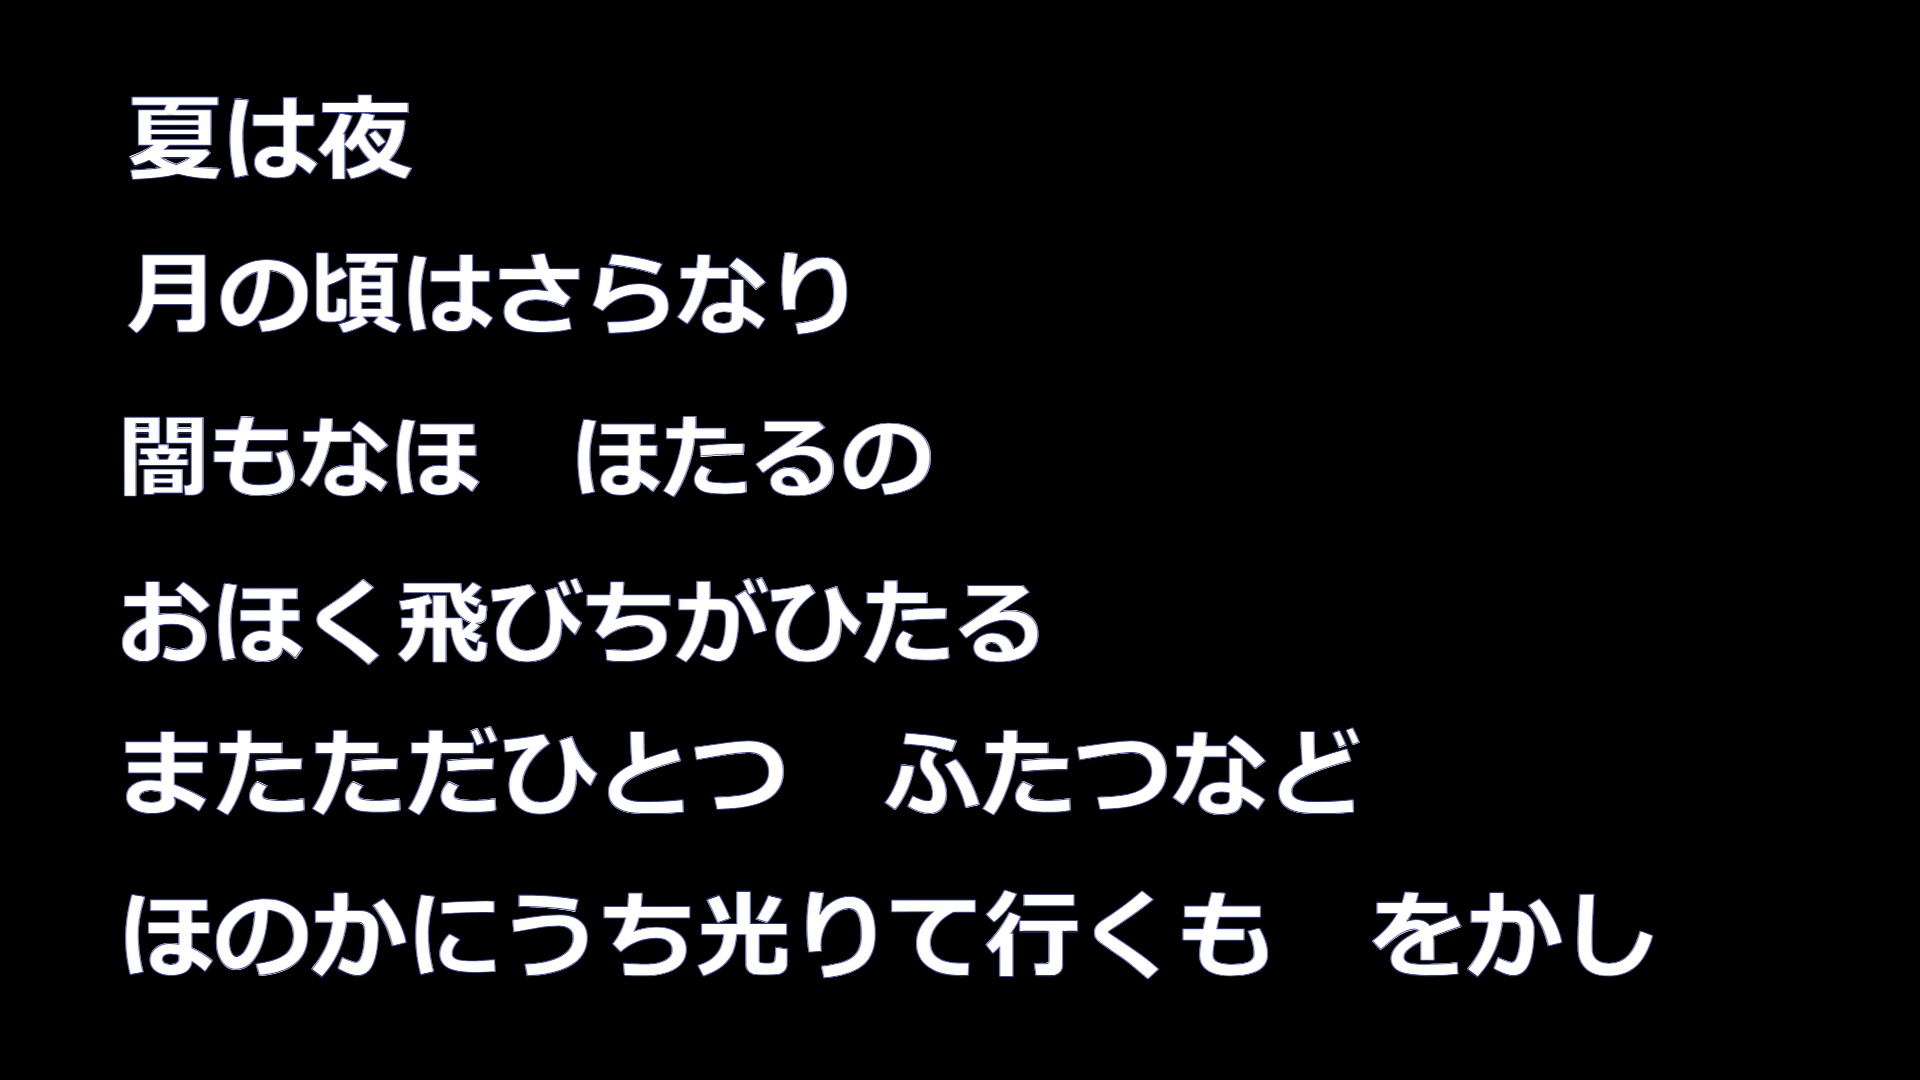 夏は夜
月の頃はさらなり
闇もなほ　ほたるの
おほく飛びちがひたる
またただひとつ　ふたつなど
ほのかにうち光りて行くも　をかし